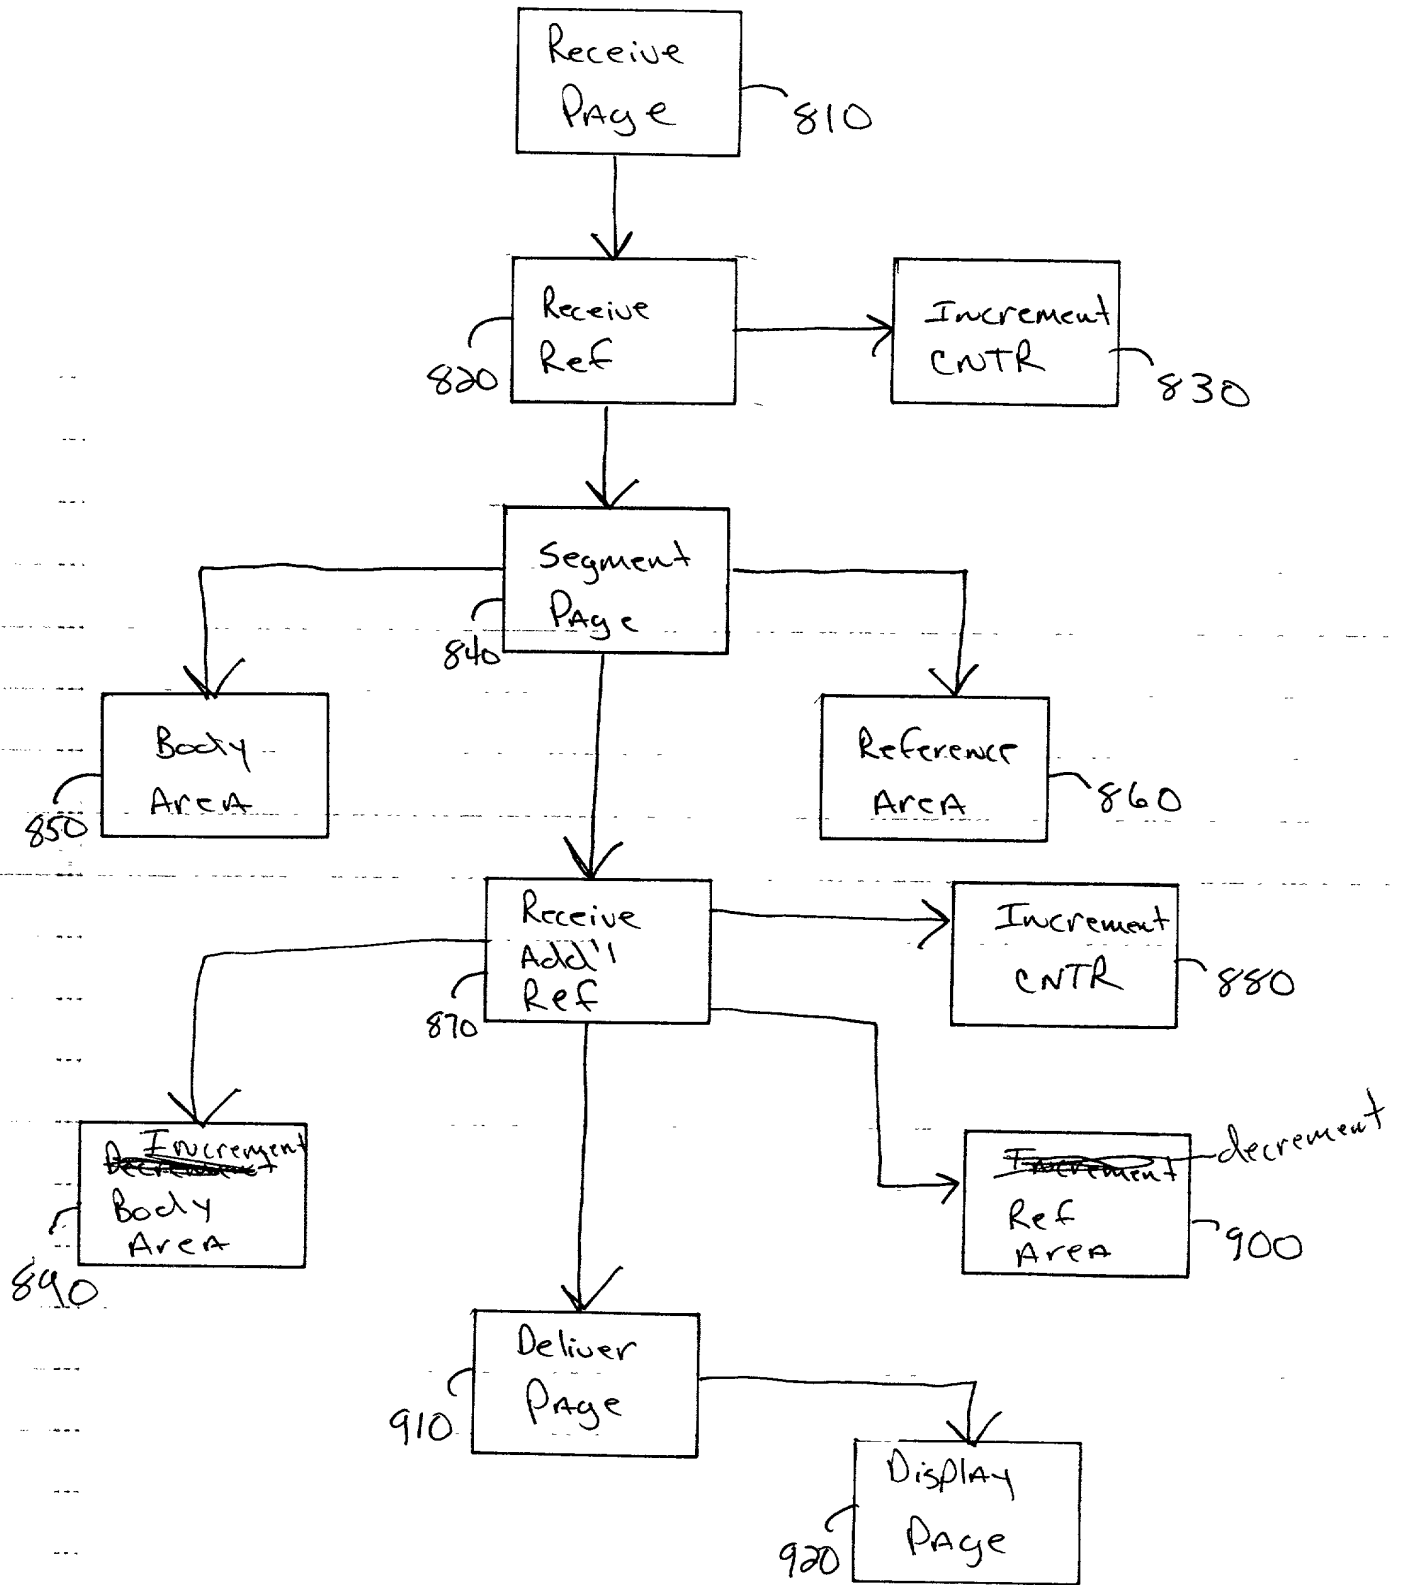 Receive
Page
810
Receive
Ref
820
Increment
CNTR
830
Segment
Page
840
Body
Area
850
Reference
Area
860
Receive
Add'l
Ref
870
Increment
CNTR
880
Increment
Decrement
Body
Area
890
Increment
decrement
Ref
Area
900
Deliver
Page
910
Display
Page
920